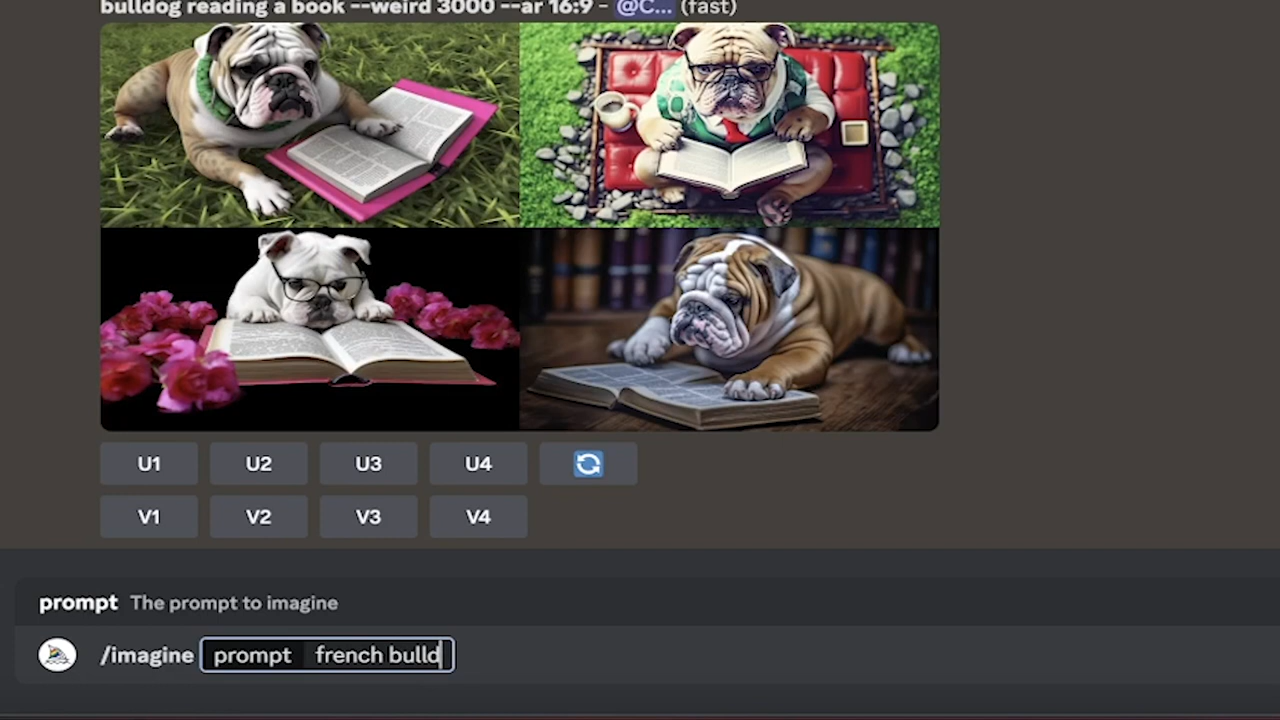 bulldog reading a book --weird 3000 --ar 16:9 - @C... (fast)
U1 U2 U3 U4
V1 V2 V3 V4
prompt The prompt to imagine
/imagine prompt french bulld